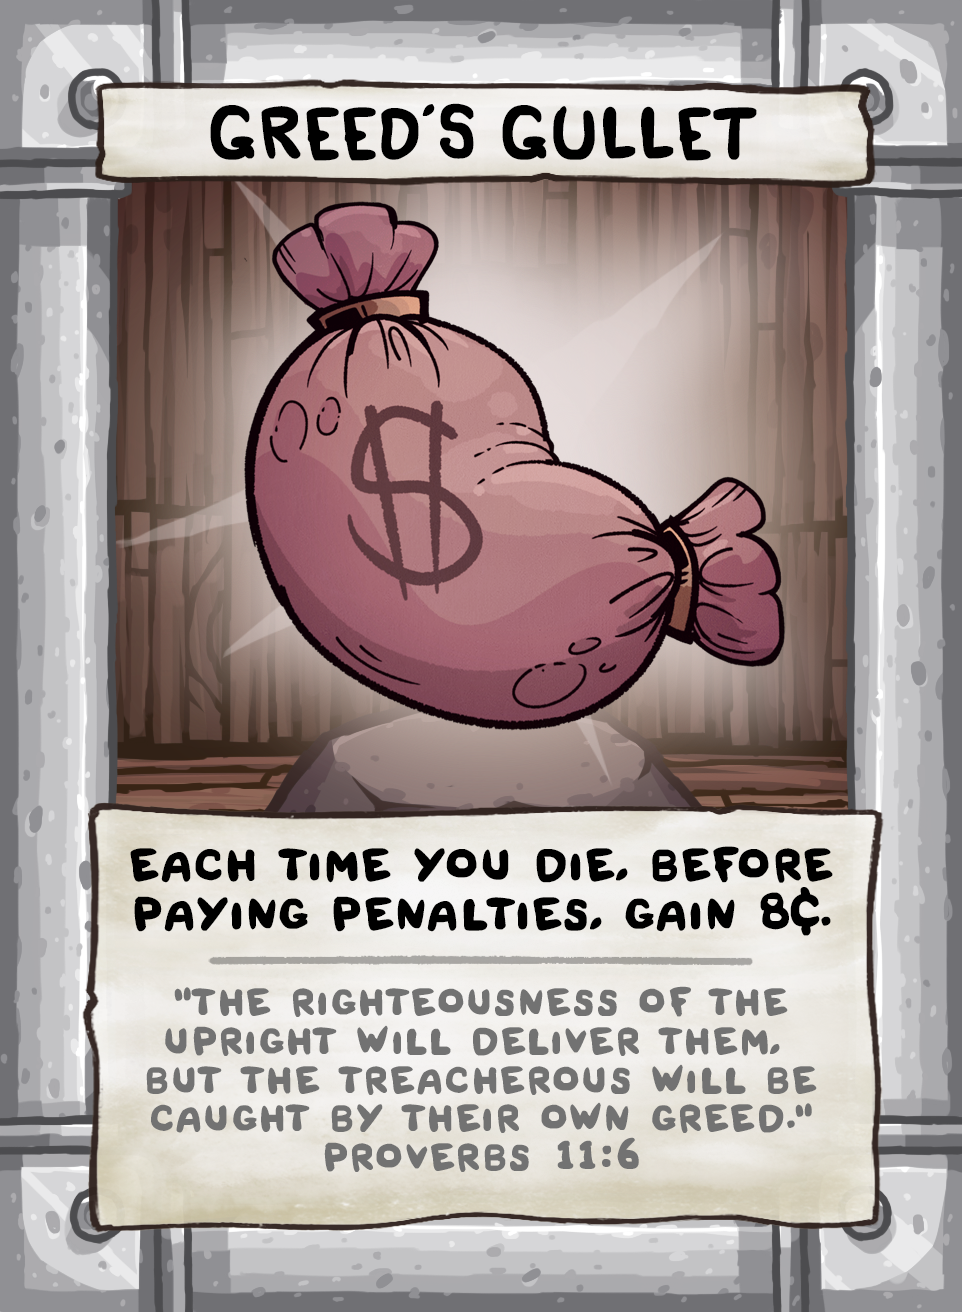 GREED'S GULLET
$
EACH TIME YOU DIE, BEFORE
PAYING PENALTIES, GAIN 8¢.
"THE RIGHTEOUSNESS OF THE
UPRIGHT WILL DELIVER THEM,
BUT THE TREACHEROUS WILL BE
CAUGHT BY THEIR OWN GREED."
PROVERBS 11:6